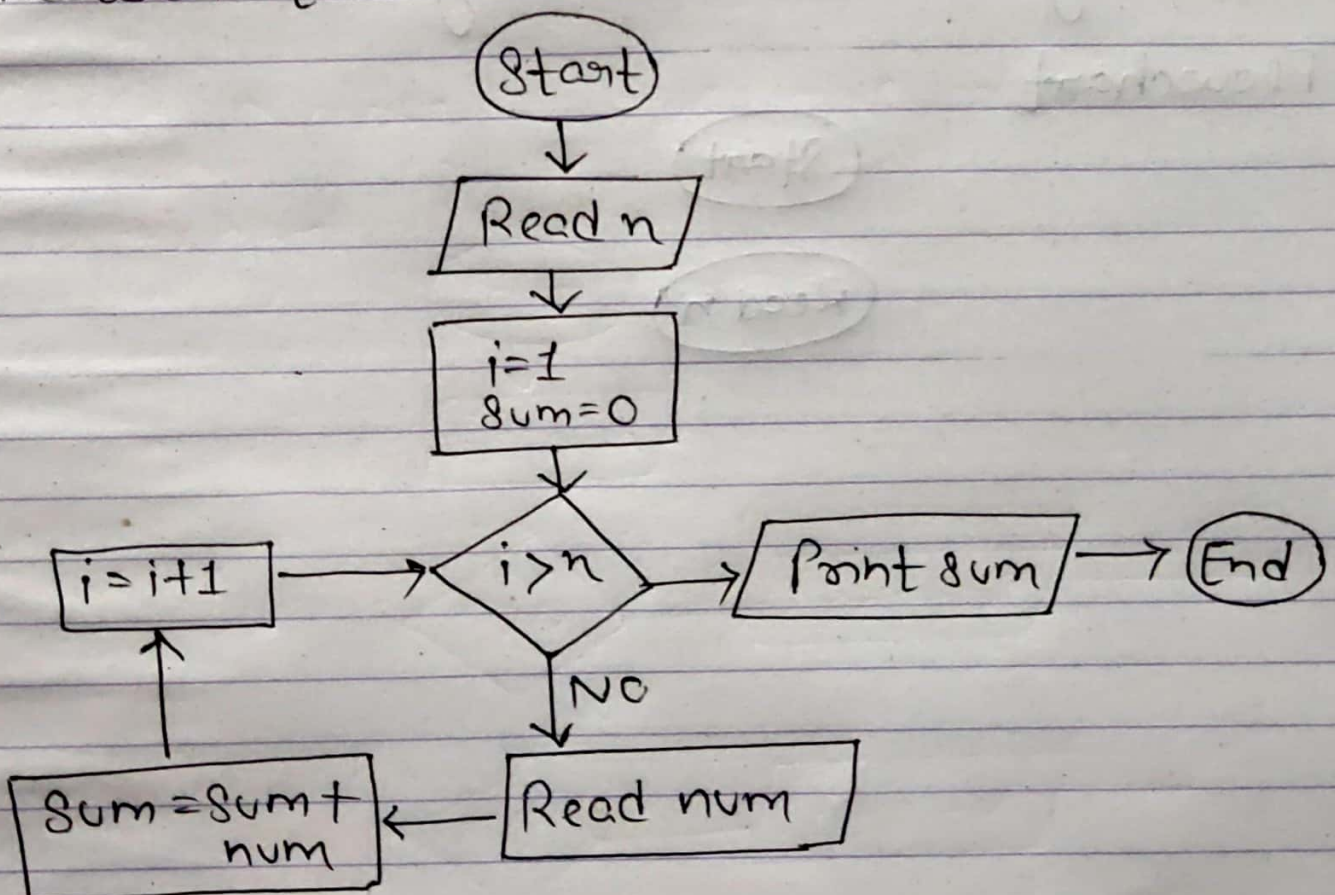 Start
Read n
i=1
Sum=0
i>n
Print sum
End
NO
Read num
Sum=Sum+
num
i=i+1